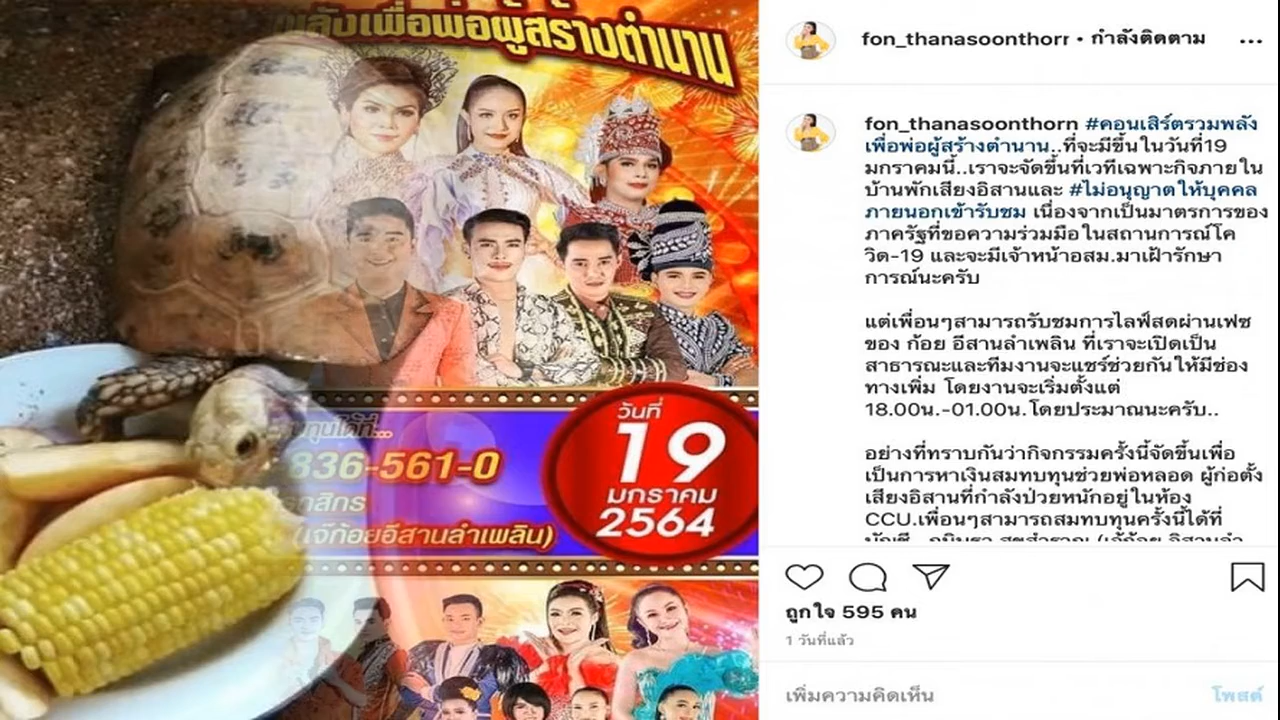 พลังเพื่อพ่อผู้สร้างตำนาน
836-561-0
(เจ๊ก้อยอีสานลำเพลิน)
วันที่
19
มกราคม
2564
fon_thanasoonthorr • กำลังติดตาม
fon_thanasoonthorn #คอนเสิร์ตรวมพลัง
เพื่อพ่อผู้สร้างตำนาน..ที่จะมีขึ้นในวันที่19
มกราคมนี้..เราจะจัดขึ้นที่เวทีเฉพาะกิจภายใน
บ้านพักเสียงอิสานและ #ไม่อนุญาตให้บุคคล
ภายนอกเข้ารับชม เนื่องจากเป็นมาตรการของ
ภาครัฐที่ขอความร่วมมือในสถานการณ์โค
วิด-19 และจะมีเจ้าหน้าอสม.มาเฝ้ารักษา
การณ์นะครับ
แต่เพื่อนๆสามารถรับชมการไลฟ์สดผ่านเฟซ
ของ ก้อย อีสานลำเพลิน ที่เราจะเปิดเป็น
สาธารณะและทีมงานจะแชร์ช่วยกันให้มีช่อง
ทางเพิ่ม โดยงานจะเริ่มตั้งแต่
18.00น.-01.00น.โดยประมาณนะครับ..
อย่างที่ทราบกันว่ากิจกรรมครั้งนี้จัดขึ้นเพื่อ
เป็นการหาเงินสมทบทุนช่วยพ่อหลอด ผู้ก่อตั้ง
เสียงอิสานที่กำลังป่วยหนักอยู่ในห้อง
CCU.เพื่อนๆสามารถสมทบทุนครั้งนี้ได้ที่
ถูกใจ 595 คน
1 วันที่แล้ว
เพิ่มความคิดเห็น
โพสต์